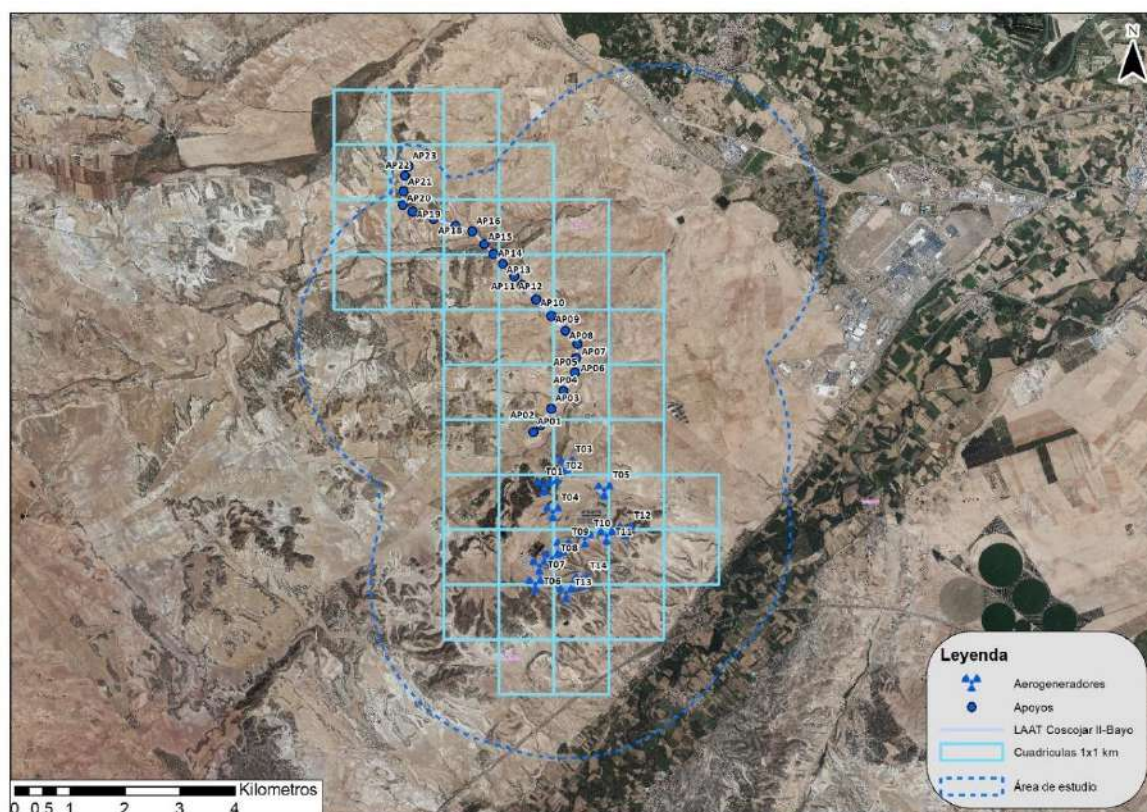 N
AP23
AP22
AP21
AP20
AP19
AP18
AP16
AP15
AP14
AP13
AP11
AP12
AP10
AP09
AP08
AP07
AP05
AP06
AP04
AP03
AP02
AP01
T03
T02
T01
T05
T04
T12
T10
T09
T11
T08
T07
T14
T06
T13
Leyenda
Aerogeneradores
Apoyos
LAAT Coscojar II-Bayo
Cuadriculas 1x1 km
Área de estudio
Kilometros
0 0.5 1 2 3 4